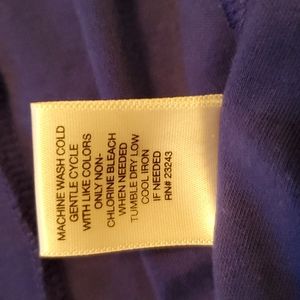 MACHINE WASH COLD
GENTLE CYCLE
WITH LIKE COLORS
ONLY NON-
CHLORINE BLEACH
WHEN NEEDED
TUMBLE DRY LOW
COOL IRON
IF NEEDED
RN# 23243